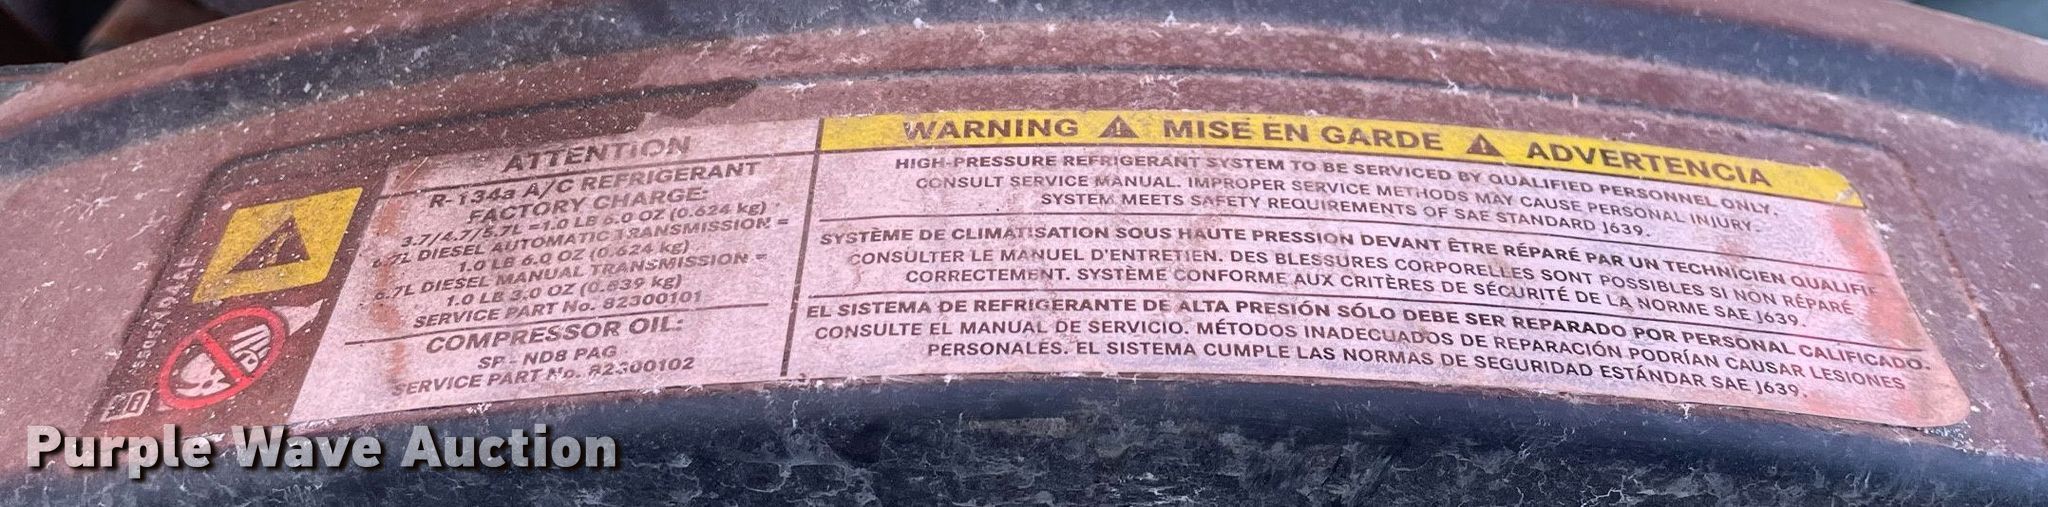 ATTENTION
R-134a A/C REFRIGERANT
FACTORY CHARGE:
3.7/4.7/5.7L =1.0 LB 6.0 OZ (0.624 kg)
6.7L DIESEL AUTOMATIC TRANSMISSION =
1.0 LB 6.0 OZ (0.624 kg)
6.7L DIESEL MANUAL TRANSMISSION =
1.0 LB 3.0 OZ (0.539 kg)
SERVICE PART No. 82300101
COMPRESSOR OIL:
SP - ND8 PAG
SERVICE PART No. 82300102
WARNING MISE EN GARDE ADVERTENCIA
HIGH-PRESSURE REFRIGERANT SYSTEM TO BE SERVICED BY QUALIFIED PERSONNEL ONLY.
CONSULT SERVICE MANUAL. IMPROPER SERVICE METHODS MAY CAUSE PERSONAL INJURY.
SYSTEM MEETS SAFETY REQUIREMENTS OF SAE STANDARD J639.
SYSTÈME DE CLIMATISATION SOUS HAUTE PRESSION DEVANT ÊTRE RÉPARÉ PAR UN TECHNICIEN QUALIFIÉ
CONSULTER LE MANUEL D'ENTRETIEN. DES BLESSURES CORPORELLES SONT POSSIBLES SI NON RÉPARÉ
CORRECTEMENT. SYSTÈME CONFORME AUX CRITÈRES DE SÉCURITÉ DE LA NORME SAE J639.
EL SISTEMA DE REFRIGERANTE DE ALTA PRESIÓN SÓLO DEBE SER REPARADO POR PERSONAL CALIFICADO.
CONSULTE EL MANUAL DE SERVICIO. MÉTODOS INADECUADOS DE REPARACIÓN PODRÍAN CAUSAR LESIONES
PERSONALES. EL SISTEMA CUMPLE LAS NORMAS DE SEGURIDAD ESTÁNDAR SAE J639.
Purple Wave Auction